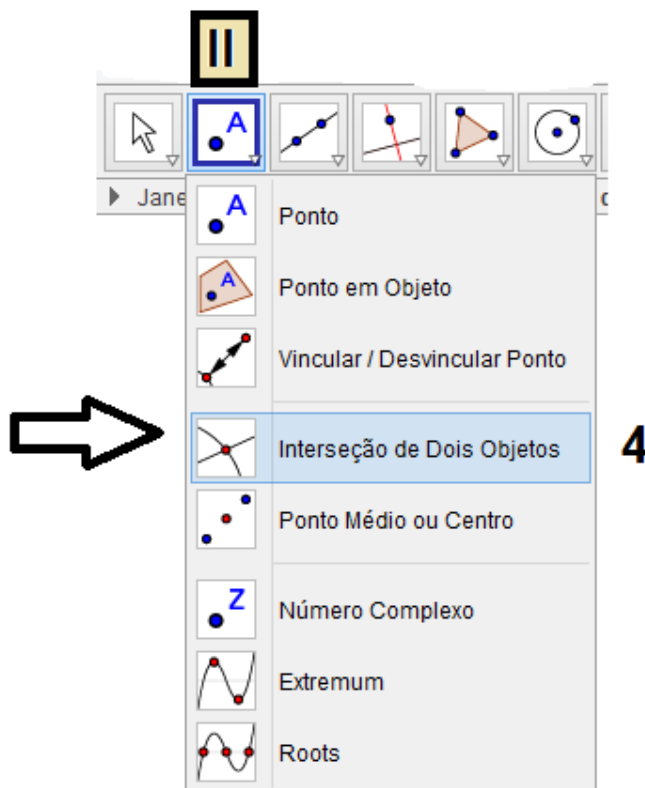 II
A
Jane
Ponto
A
Ponto em Objeto
A
Vincular / Desvincular Ponto
Interseção de Dois Objetos
4
Ponto Médio ou Centro
Número Complexo
Z
Extremum
Roots